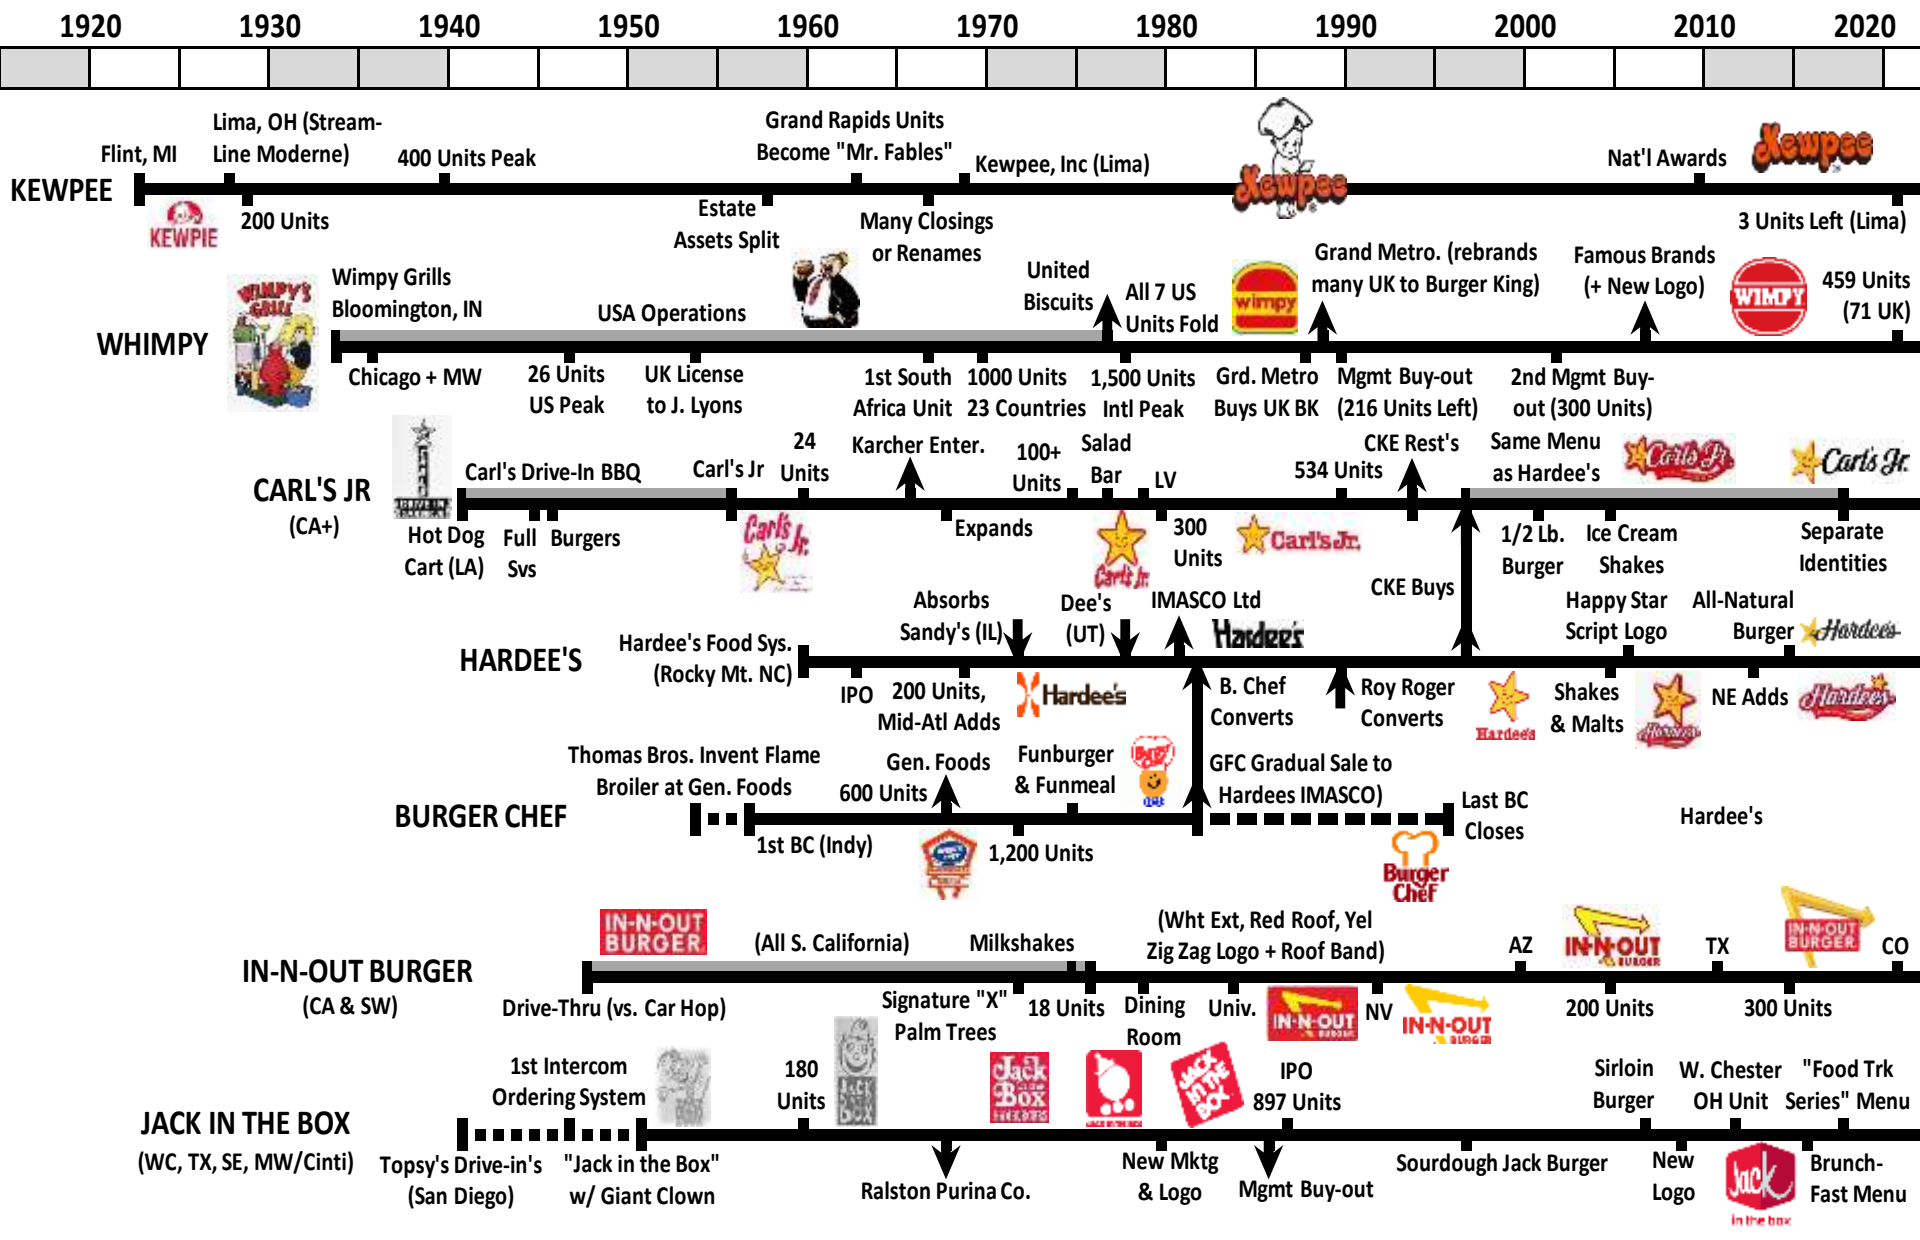 1920 1930 1940 1950 1960 1970 1980 1990 2000 2010 2020
Lima, OH (Stream-
Line Moderne)
Flint, MI
400 Units Peak
Grand Rapids Units
Become "Mr. Fables"
Kewpee, Inc (Lima)
Kewpee
Nat'l Awards
Kewpee
KEWPEE
KEWPIE
200 Units
Estate
Assets Split
Many Closings
or Renames
3 Units Left (Lima)
WIMPY'S
GRILL
Wimpy Grills
Bloomington, IN
USA Operations
United
Biscuits
All 7 US
Units Fold
wimpy
Grand Metro. (rebrands
many UK to Burger King)
Famous Brands
(+ New Logo)
WIMPY
459 Units
(71 UK)
WHIMPY
Chicago + MW
26 Units
US Peak
UK License
to J. Lyons
1st South
Africa Unit
1000 Units
23 Countries
1,500 Units
Intl Peak
Grd. Metro
Buys UK BK
Mgmt Buy-out
(216 Units Left)
2nd Mgmt Buy-
out (300 Units)
Carl's Drive-In BBQ
Carl's Jr
24
Units
Karcher Enter.
100+
Units
Salad
Bar
LV
534 Units
CKE Rest's
Same Menu
as Hardee's
Carl's Jr.
Carl's Jr.
CARL'S JR
(CA+)
Hot Dog
Cart (LA)
Full
Svs
Burgers
Carl's Jr.
Expands
Carl's Jr.
300
Units
Carl's Jr.
CKE Buys
1/2 Lb.
Burger
Ice Cream
Shakes
Separate
Identities
Hardee's Food Sys.
(Rocky Mt. NC)
Absorbs
Sandy's (IL)
Dee's
(UT)
IMASCO Ltd
Hardee's
Happy Star
Script Logo
All-Natural
Burger
Hardee's
HARDEE'S
IPO
200 Units,
Mid-Atl Adds
Hardee's
B. Chef
Converts
Roy Roger
Converts
Hardee's
Shakes
& Malts
Hardee's
NE Adds
Hardee's
Thomas Bros. Invent Flame
Broiler at Gen. Foods
600 Units
Gen. Foods
Funburger
& Funmeal
GFC Gradual Sale to
Hardees IMASCO)
Last BC
Closes
Hardee's
BURGER CHEF
1st BC (Indy)
1,200 Units
Burger
Chef
IN-N-OUT
BURGER
(All S. California)
Milkshakes
(Wht Ext, Red Roof, Yel
Zig Zag Logo + Roof Band)
AZ
IN-N-OUT
BURGER
TX
IN-N-OUT
BURGER
CO
IN-N-OUT BURGER
(CA & SW)
Drive-Thru (vs. Car Hop)
Signature "X"
Palm Trees
18 Units
Dining
Room
Univ.
IN-N-OUT
BURGER
NV
IN-N-OUT
BURGER
200 Units
300 Units
1st Intercom
Ordering System
180
Units
JACK
BOX
Jack
Box
JACK
IN THE
BOX
IPO
897 Units
Sirloin
Burger
W. Chester
OH Unit
"Food Trk
Series" Menu
JACK IN THE BOX
(WC, TX, SE, MW/Cinti)
Topsy's Drive-in's
(San Diego)
"Jack in the Box"
w/ Giant Clown
Ralston Purina Co.
New Mktg
& Logo
Mgmt Buy-out
Sourdough Jack Burger
New
Logo
Jack
in the box
Brunch-
Fast Menu